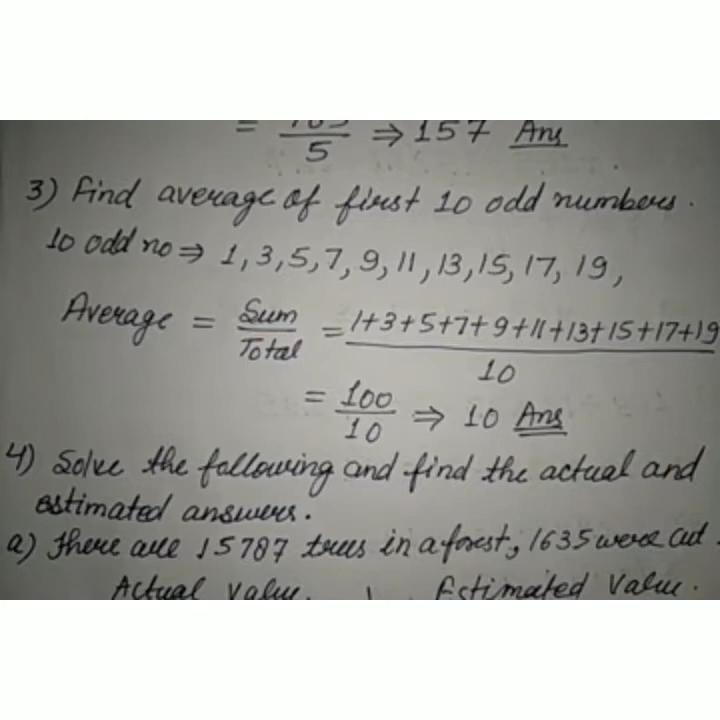 = 785/5 ⇒ 157 Ans
3) Find average of first 10 odd numbers.
10 odd no ⇒ 1, 3, 5, 7, 9, 11, 13, 15, 17, 19,
Average = Sum/Total = 1+3+5+7+9+11+13+15+17+19/10
= 100/10 ⇒ 10 Ans
4) Solve the following and find the actual and
estimated answers.
a) There are 15787 trees in a forest, 1635 were cut.
Actual Value. | Estimated Value.